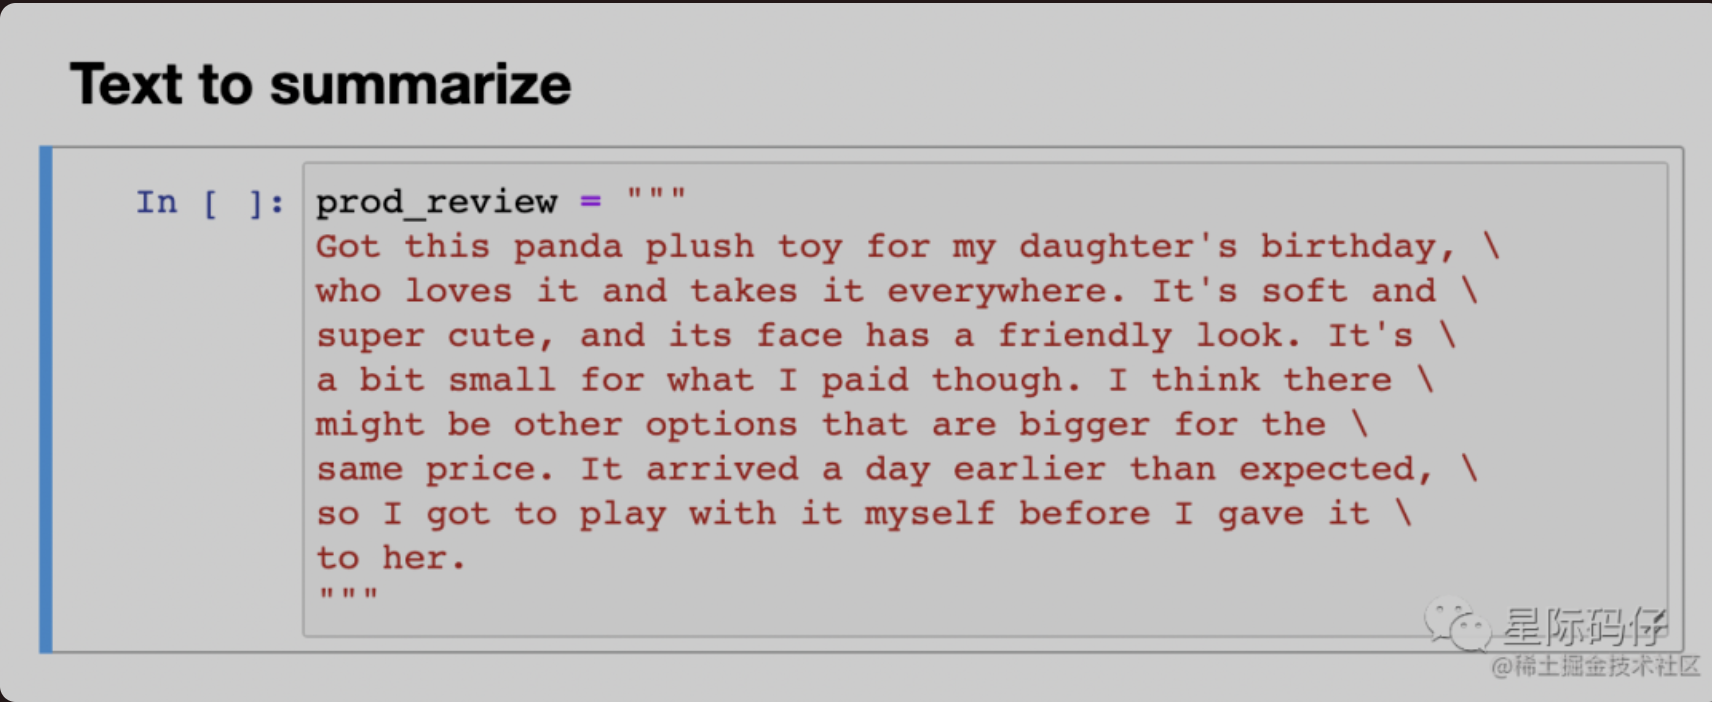 Text to summarize
In [ ]: prod_review = """
Got this panda plush toy for my daughter's birthday, \
who loves it and takes it everywhere. It's soft and \
super cute, and its face has a friendly look. It's \
a bit small for what I paid though. I think there \
might be other options that are bigger for the \
same price. It arrived a day earlier than expected, \
so I got to play with it myself before I gave it \
to her.
"""
星际码仔
@稀土掘金技术社区